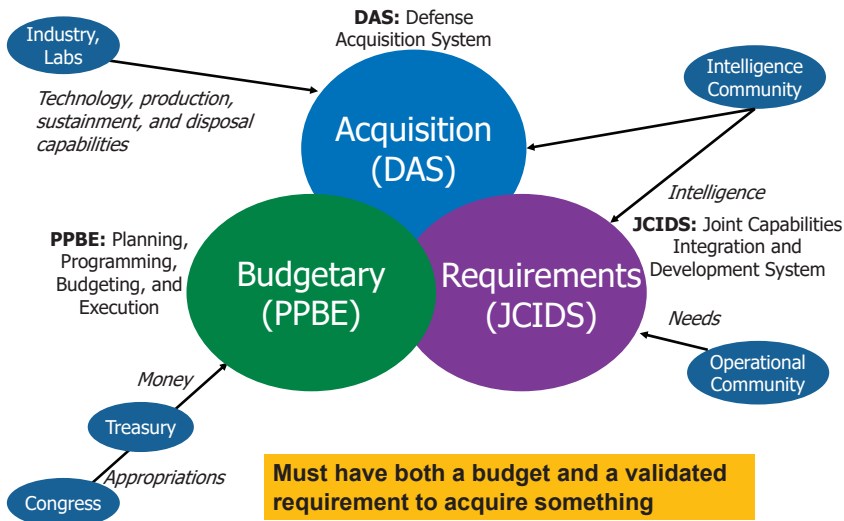 DAS: Defense
Acquisition System
Industry,
Labs
Intelligence
Community
Technology, production,
sustainment, and disposal
capabilities
Acquisition
(DAS)
Intelligence
JCIDS: Joint Capabilities
Integration and
Development System
PPBE: Planning,
Programming,
Budgeting, and
Execution
Budgetary
(PPBE)
Requirements
(JCIDS)
Needs
Operational
Community
Money
Treasury
Appropriations
Congress
Must have both a budget and a validated
requirement to acquire something